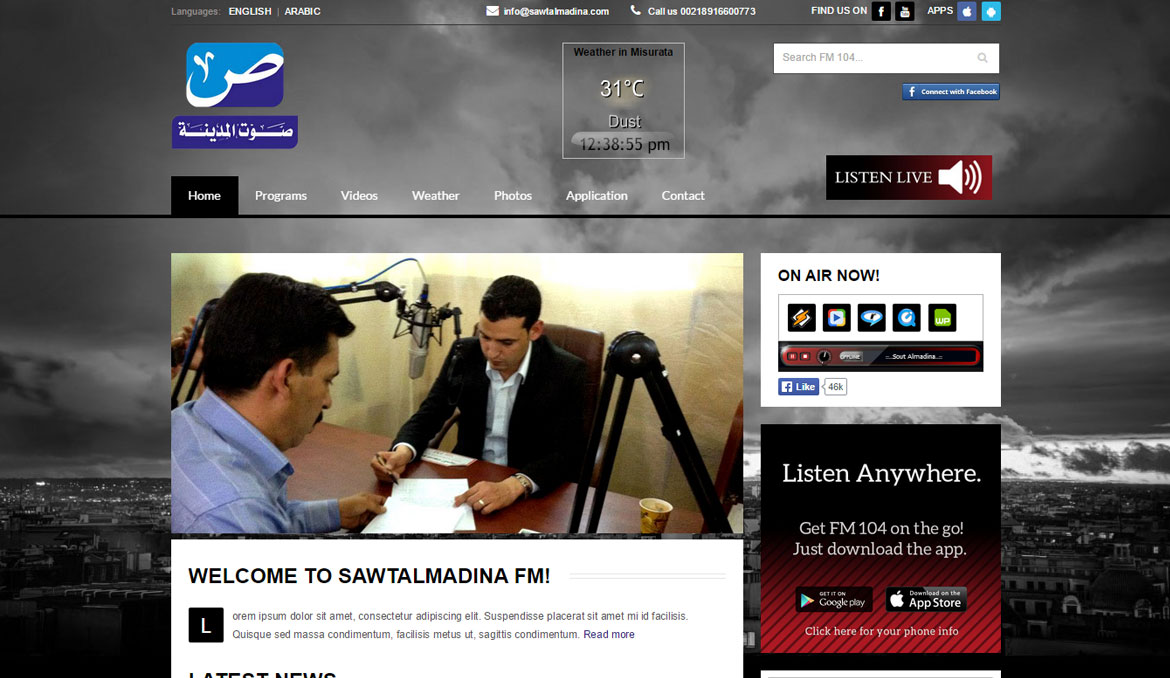 Languages: ENGLISH | ARABIC
info@sawtalmadina.com
Call us 00218916600773
FIND US ON
APPS
ص
صوت المدينة
Weather in Misurata
31°C
Dust
12:38:55 pm
Search FM 104...
Connect with Facebook
LISTEN LIVE
Home Programs Videos Weather Photos Application Contact
ON AIR NOW!
WP
OFFLINE ::..Sout Almadina..::
Like 46k
Listen Anywhere.
Get FM 104 on the go!
Just download the app.
GET IT ON
Google play
Download on the
App Store
Click here for your phone info
WELCOME TO SAWTALMADINA FM!
Lorem ipsum dolor sit amet, consectetur adipiscing elit. Suspendisse placerat sit amet mi id facilisis.
Quisque sed massa condimentum, facilisis metus ut, sagittis condimentum. Read more
LATEST NEWS